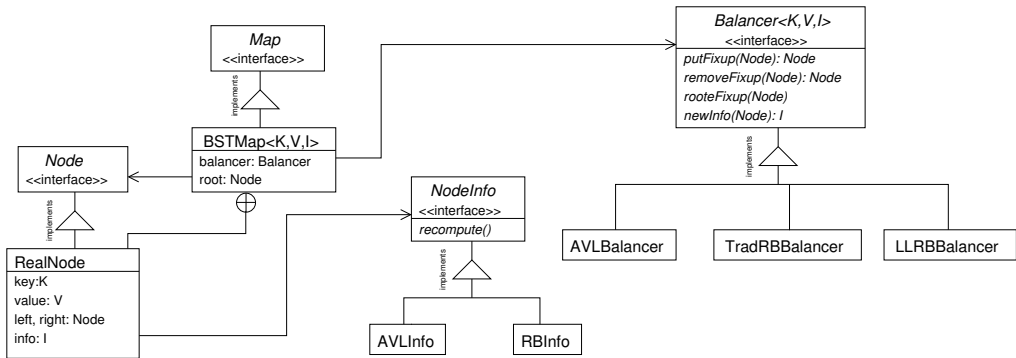 Map
<<interface>>
implements
BSTMap<K,V,I>
balancer: Balancer
root: Node
Node
<<interface>>
implements
RealNode
key:K
value: V
left, right: Node
info: I
NodeInfo
<<interface>>
recompute()
implements
AVLInfo
RBInfo
Balancer<K,V,I>
<<interface>>
putFixup(Node): Node
removeFixup(Node): Node
rooteFixup(Node)
newInfo(Node): I
implements
AVLBalancer
TradRBBalancer
LLRBBalancer